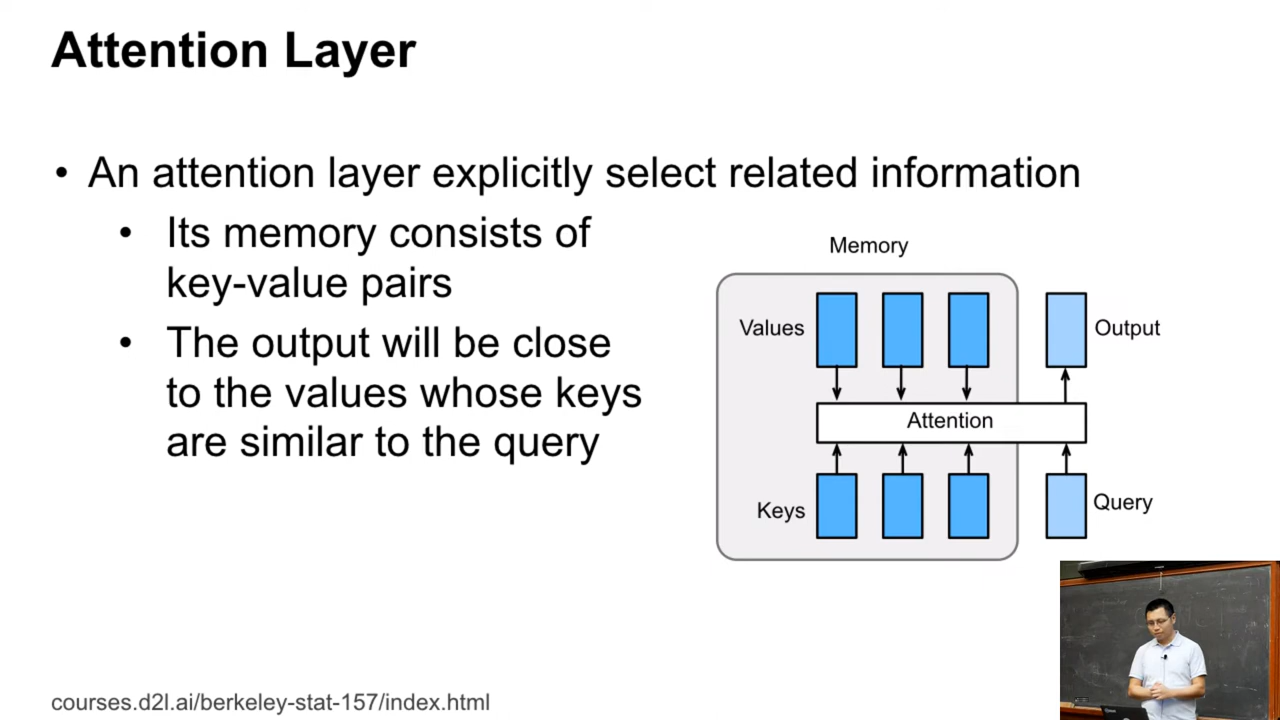 Attention Layer
• An attention layer explicitly select related information
• Its memory consists of
key-value pairs
• The output will be close
to the values whose keys
are similar to the query
Memory
Values
Output
Attention
Keys
Query
courses.d2l.ai/berkeley-stat-157/index.html